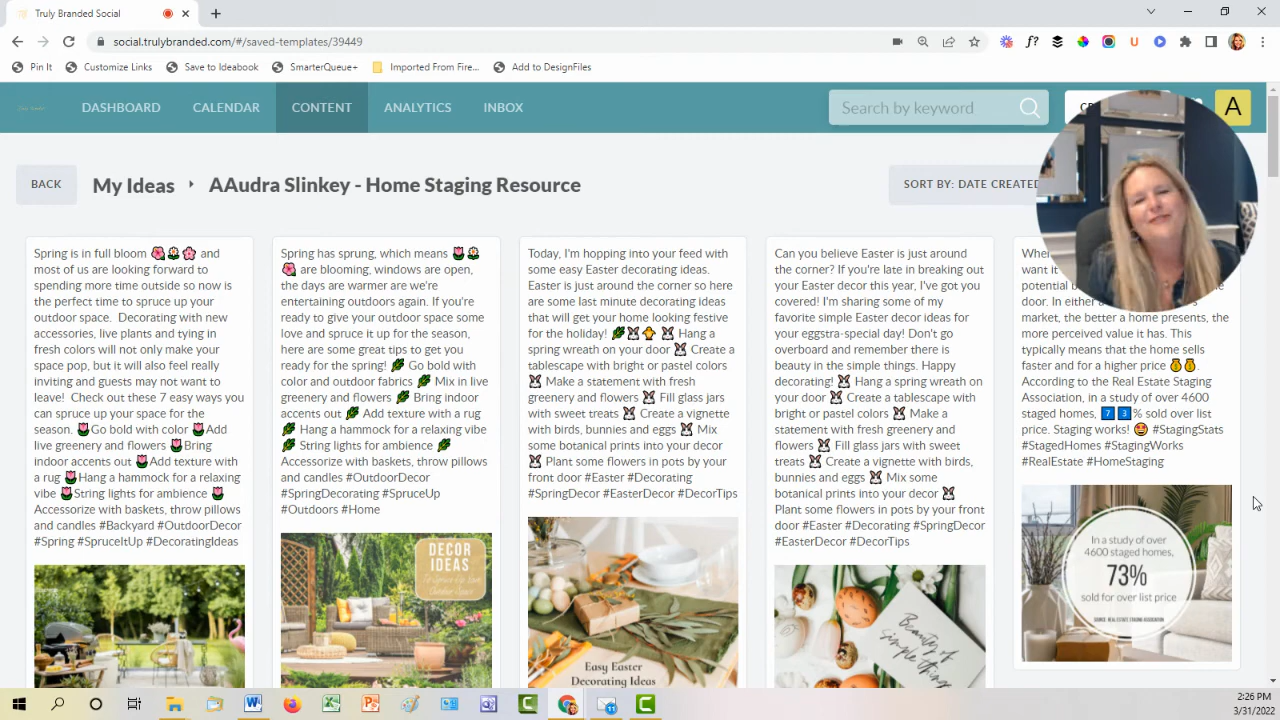 Truly Branded Social
social.trulybranded.com/#/saved-templates/39449
Pin It
Customize Links
Save to Ideabook
SmarterQueue+
Imported From Fire...
Add to DesignFiles
DASHBOARD
CALENDAR
CONTENT
ANALYTICS
INBOX
Search by keyword
A
BACK
My Ideas
AAudra Slinkey - Home Staging Resource
SORT BY: DATE CREATED
Spring is in full bloom 🌸🌼🌺 and
most of us are looking forward to
spending more time outside so now is
the perfect time to spruce up your
outdoor space. Decorating with new
accessories, live plants and tying in
fresh colors will not only make your
space pop, but it will also feel really
inviting and guests may not want to
leave! Check out these 7 easy ways you
can spruce up your space for the
season. 🌷Go bold with color 🌷Add
live greenery and flowers 🌷Bring
indoor accents out 🌷Add texture with
a rug 🌷Hang a hammock for a relaxing
vibe 🌷String lights for ambience 🌷
Accessorize with baskets, throw pillows
and candles #Backyard #OutdoorDecor
#Spring #SpruceItUp #DecoratingIdeas
Spring has sprung, which means 🌷🌼
🌺 are blooming, windows are open,
the days are warmer are we're
entertaining outdoors again. If you're
ready to give your outdoor space some
love and spruce it up for the season,
here are some great tips to get you
ready for the spring! 🌿 Go bold with
color and outdoor fabrics 🌿 Mix in live
greenery and flowers 🌿 Bring indoor
accents out 🌿 Add texture with a rug
🌿 Hang a hammock for a relaxing vibe
🌿 String lights for ambience 🌿
Accessorize with baskets, throw pillows
and candles #OutdoorDecor
#SpringDecorating #SpruceUp
#Outdoors #Home
DECOR
IDEAS
Today, I'm hopping into your feed with
some easy Easter decorating ideas.
Easter is just around the corner so here
are some last minute decorating ideas
that will get your home looking festive
for the holiday! 🌿🐰🐥 🐰 Hang a
spring wreath on your door 🐰 Create a
tablescape with bright or pastel colors
🐰 Make a statement with fresh
greenery and flowers 🐰 Fill glass jars
with sweet treats 🐰 Create a vignette
with birds, bunnies and eggs 🐰 Mix
some botanical prints into your decor
🐰 Plant some flowers in pots by your
front door #Easter #Decorating
#SpringDecor #EasterDecor #DecorTips
Easy Easter
Decorating Ideas
Can you believe Easter is just around
the corner? If you're late in breaking out
your Easter decor this year, I've got you
covered! I'm sharing some of my
favorite simple Easter decor ideas for
your eggstra-special day! Don't go
overboard and remember there is
beauty in the simple things. Happy
decorating! 🐰 Hang a spring wreath on
your door 🐰 Create a tablescape with
bright or pastel colors 🐰 Make a
statement with fresh greenery and
flowers 🐰 Fill glass jars with sweet
treats 🐰 Create a vignette with birds,
bunnies and eggs 🐰 Mix some
botanical prints into your decor 🐰
Plant some flowers in pots by your front
door #Easter #Decorating #SpringDecor
#EasterDecor #DecorTips
Beauty of
simple things
want it
potential b
door. In either
market, the better a home presents, the
more perceived value it has. This
typically means that the home sells
faster and for a higher price 💰💰.
According to the Real Estate Staging
Association, in a study of over 4600
staged homes, 7️⃣3️⃣% sold over list
price. Staging works! 🤩 #StagingStats
#StagedHomes #StagingWorks
#RealEstate #HomeStaging
In a study of over
4600 staged homes,
73%
sold for over list price
SOURCE: REAL ESTATE STAGING ASSOCIATION
11
2:26 PM
3/31/2022